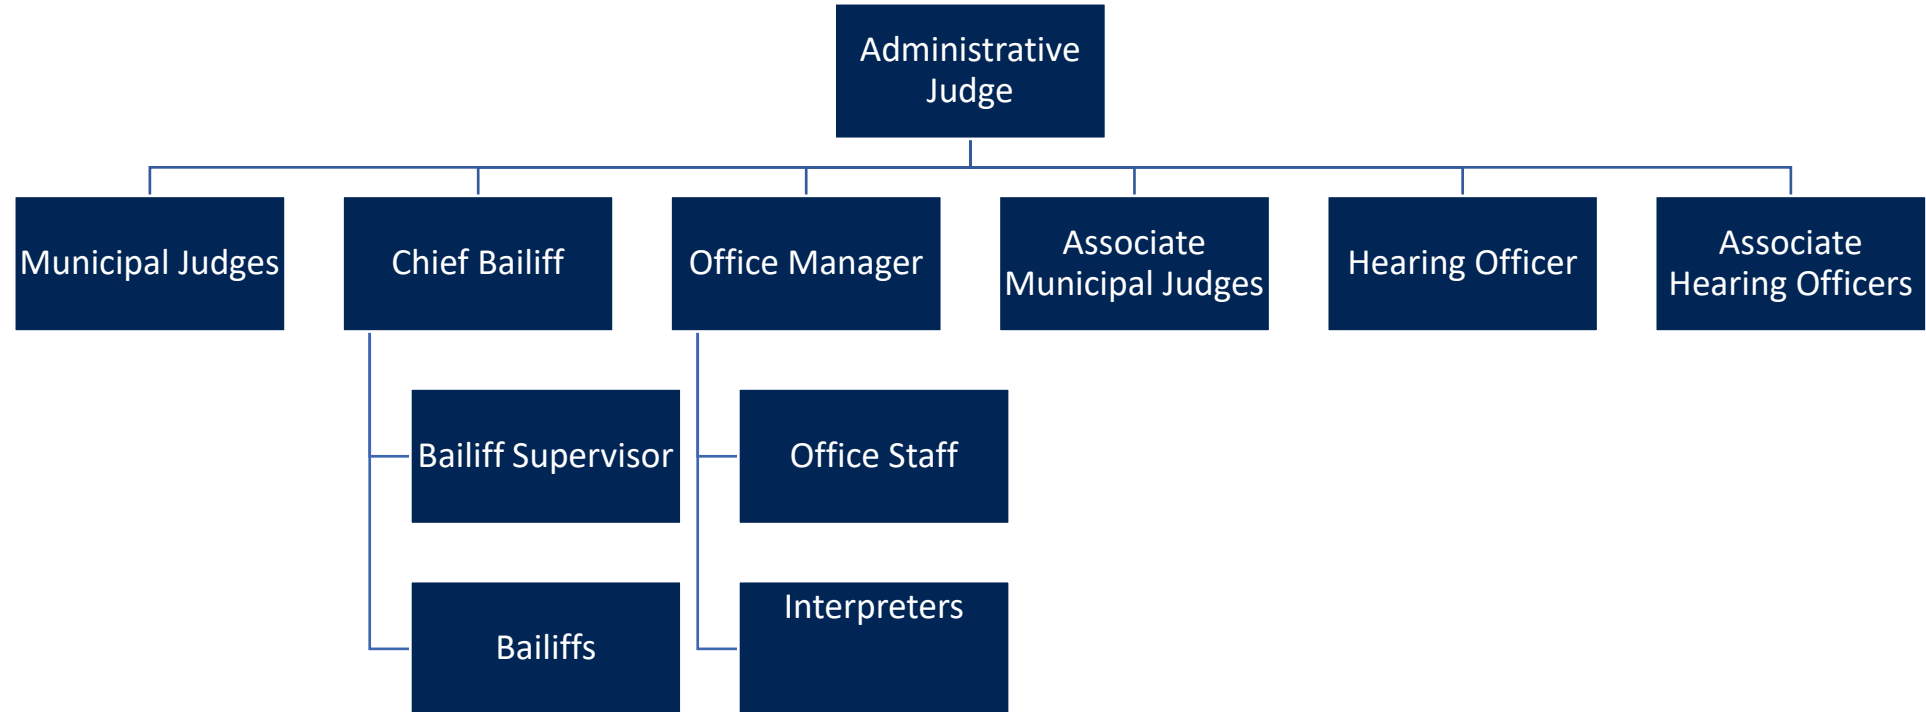 Administrative
Judge
Municipal Judges
Chief Bailiff
Office Manager
Associate
Municipal Judges
Hearing Officer
Associate
Hearing Officers
Bailiff Supervisor
Office Staff
Bailiffs
Interpreters